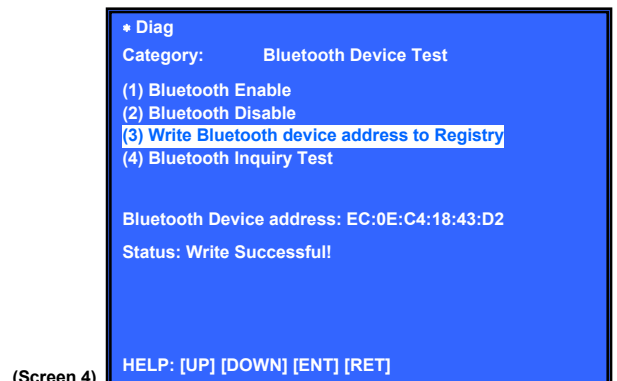 * Diag
Category: Bluetooth Device Test
(1) Bluetooth Enable
(2) Bluetooth Disable
(3) Write Bluetooth device address to Registry
(4) Bluetooth Inquiry Test
Bluetooth Device address: EC:0E:C4:18:43:D2
Status: Write Successful!
HELP: [UP] [DOWN] [ENT] [RET]
(Screen 4)